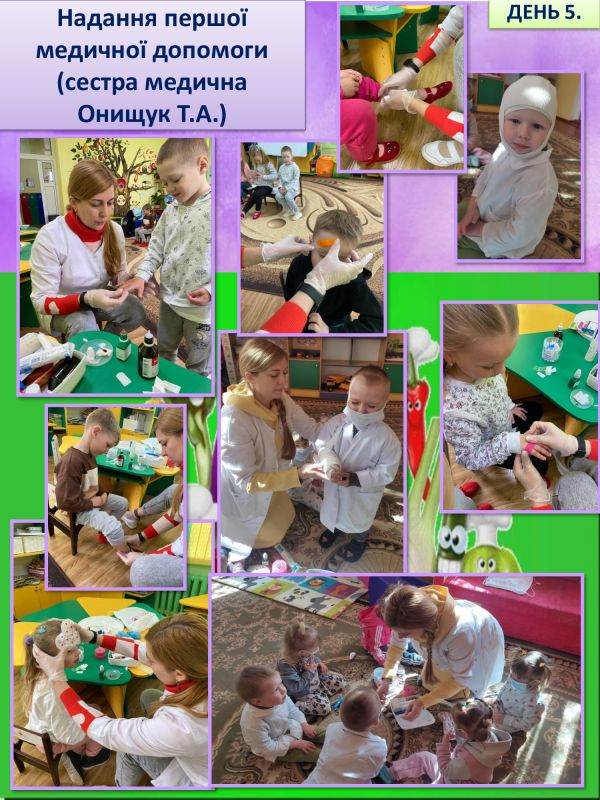 Надання першої
медичної допомоги
(сестра медична
Онищук Т.А.)
ДЕНЬ 5.